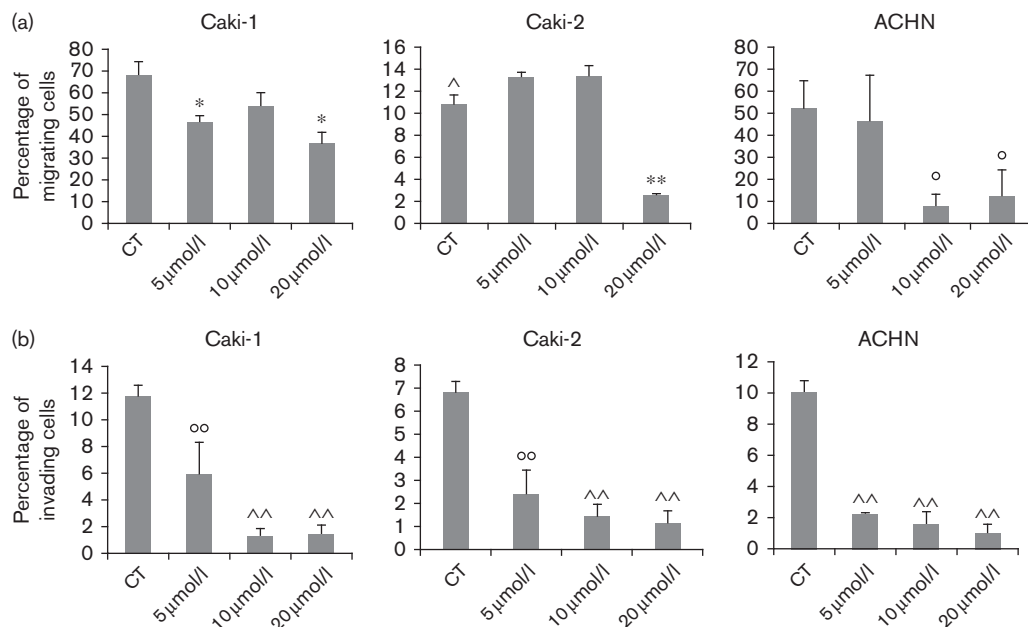 (a)
Caki-1
Percentage of
migrating cells
80
70
60
50
40
30
20
10
0
*
*
CT
5 μmol/l
10 μmol/l
20 μmol/l
Caki-2
16
14
12
10
8
6
4
2
0
^
**
CT
5 μmol/l
10 μmol/l
20 μmol/l
ACHN
80
70
60
50
40
30
20
10
0
°
°
CT
5 μmol/l
10 μmol/l
20 μmol/l
(b)
Caki-1
Percentage of
invading cells
14
12
10
8
6
4
2
0
°°
^^
^^
CT
5 μmol/l
10 μmol/l
20 μmol/l
Caki-2
8
7
6
5
4
3
2
1
0
°°
^^
^^
CT
5 μmol/l
10 μmol/l
20 μmol/l
ACHN
12
10
8
6
4
2
0
^^
^^
^^
CT
5 μmol/l
10 μmol/l
20 μmol/l